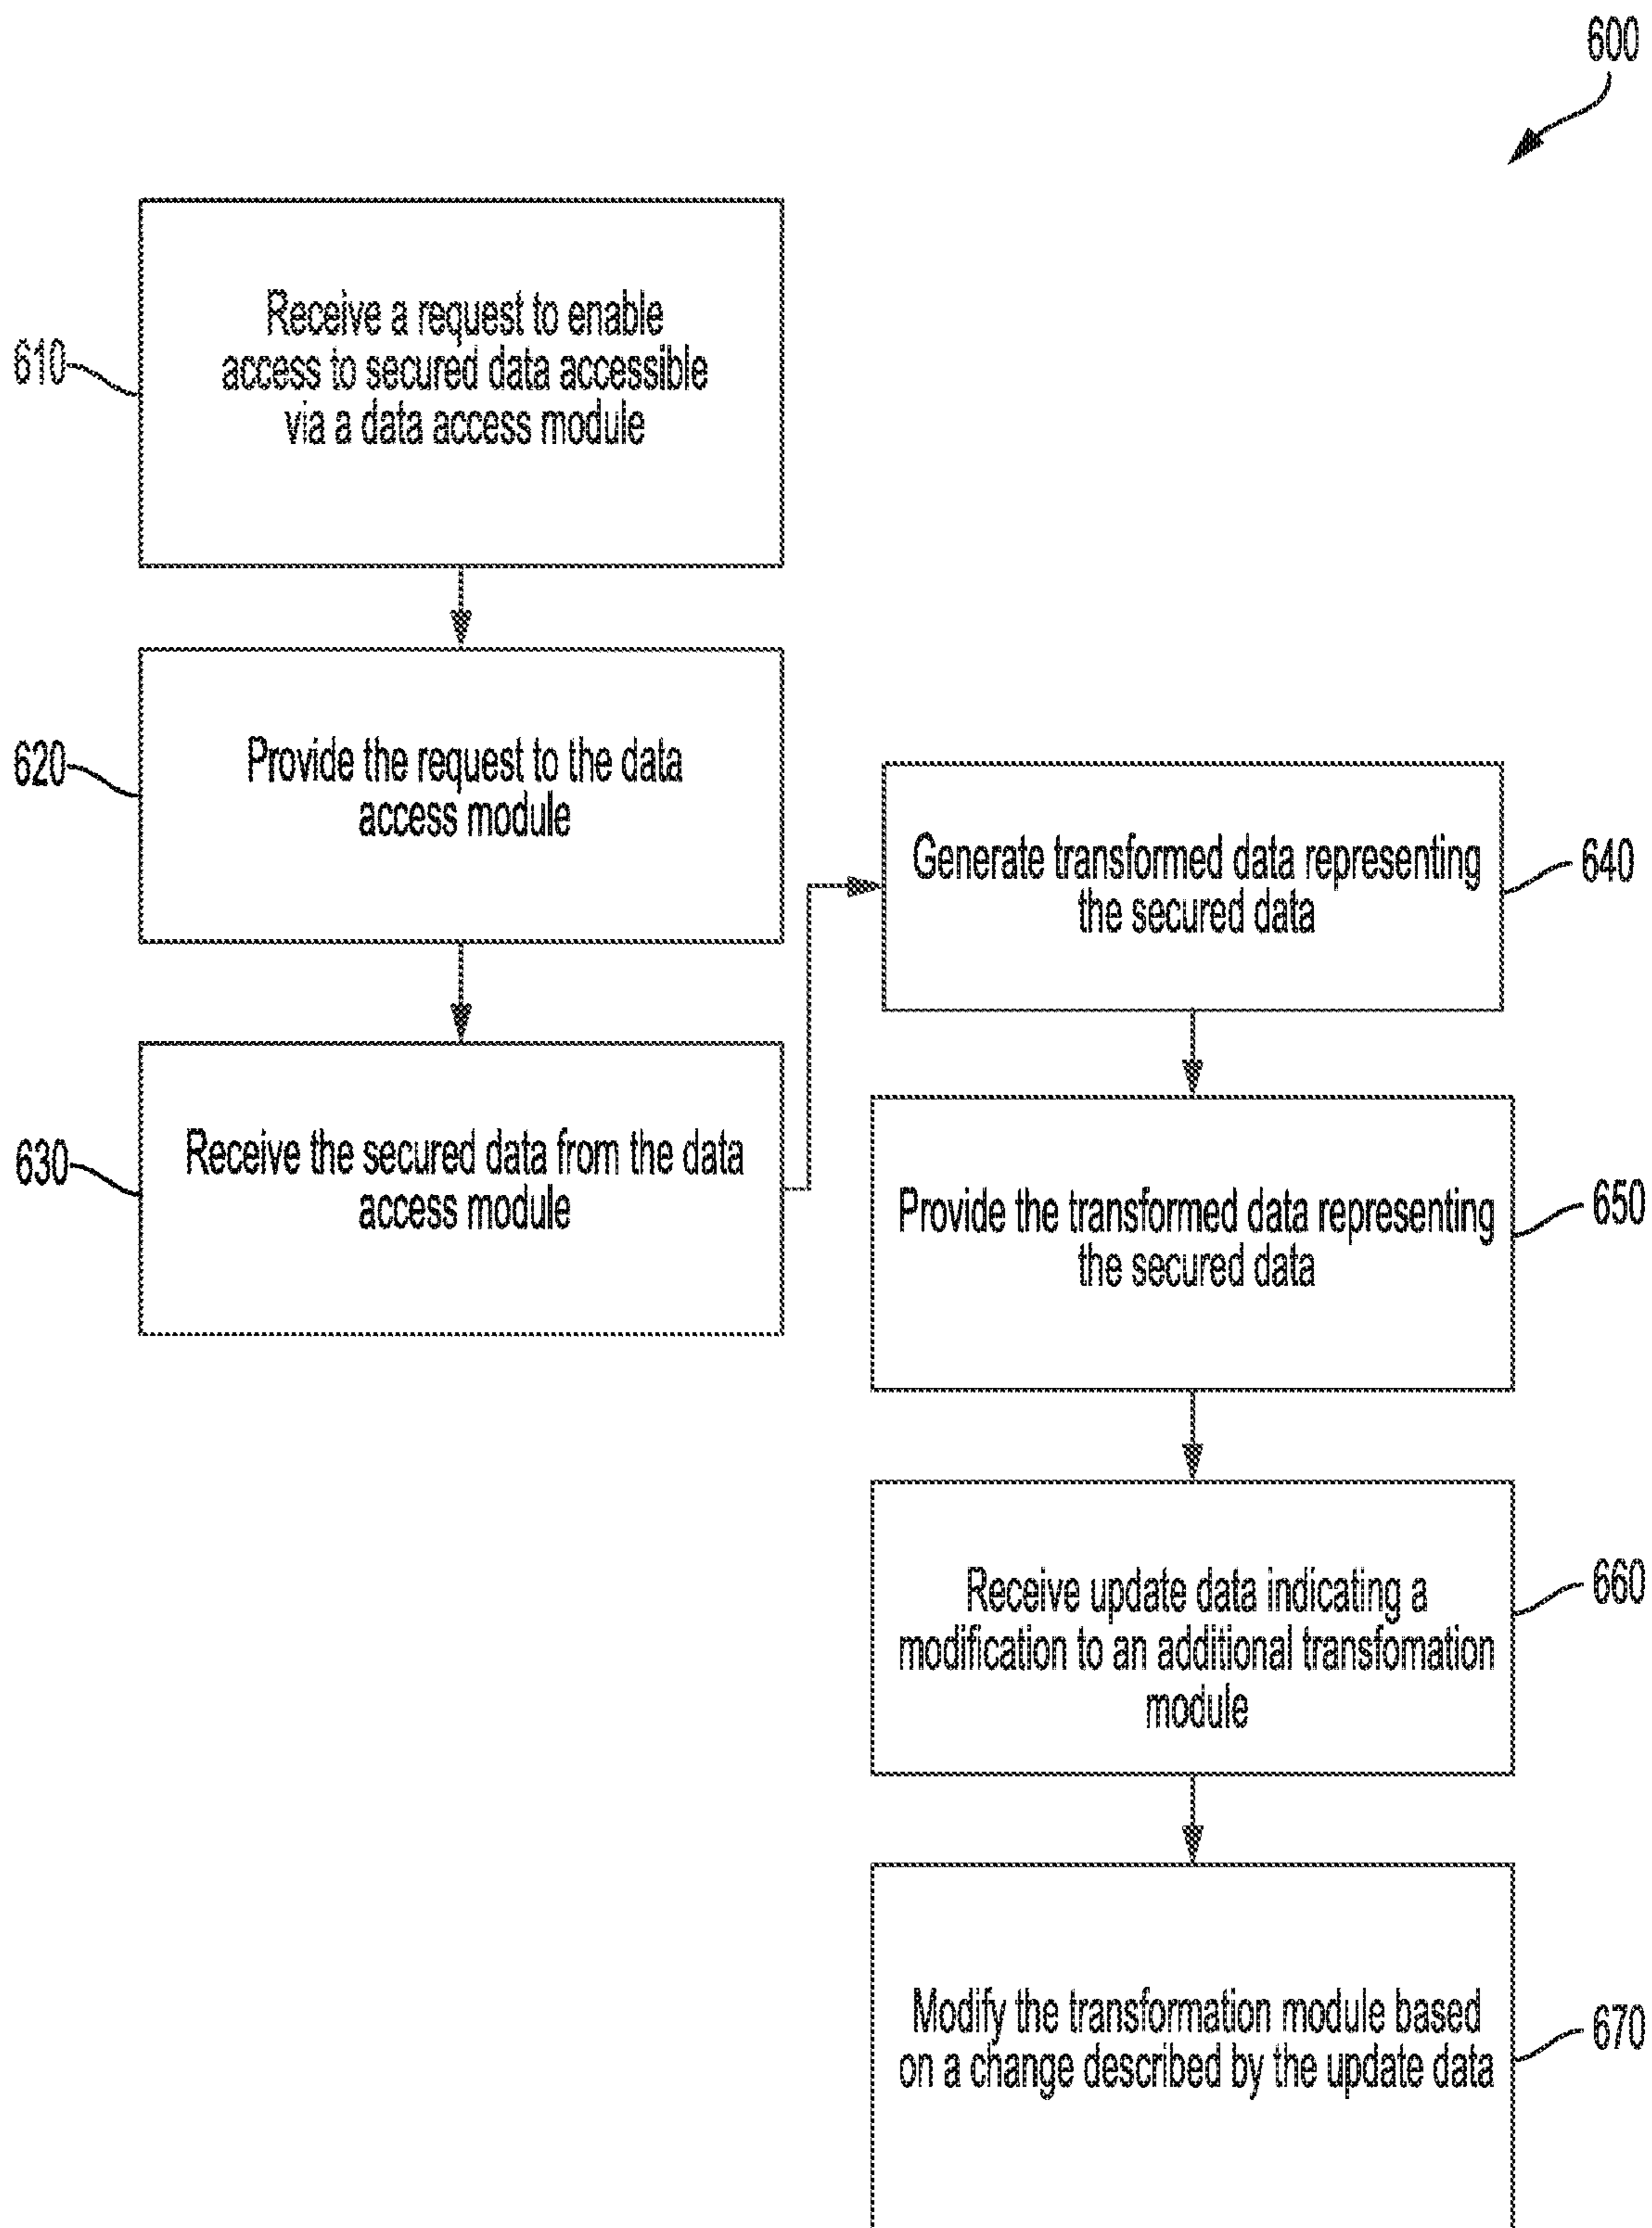 600
610
Receive a request to enable
access to secured data accessible
via a data access module
620
Provide the request to the data
access module
630
Receive the secured data from the data
access module
Generate transformed data representing
the secured data
640
Provide the transformed data representing
the secured data
650
Receive update data indicating a
modification to an additional transfomation
module
660
Modify the transformation module based
on a change described by the update data
670